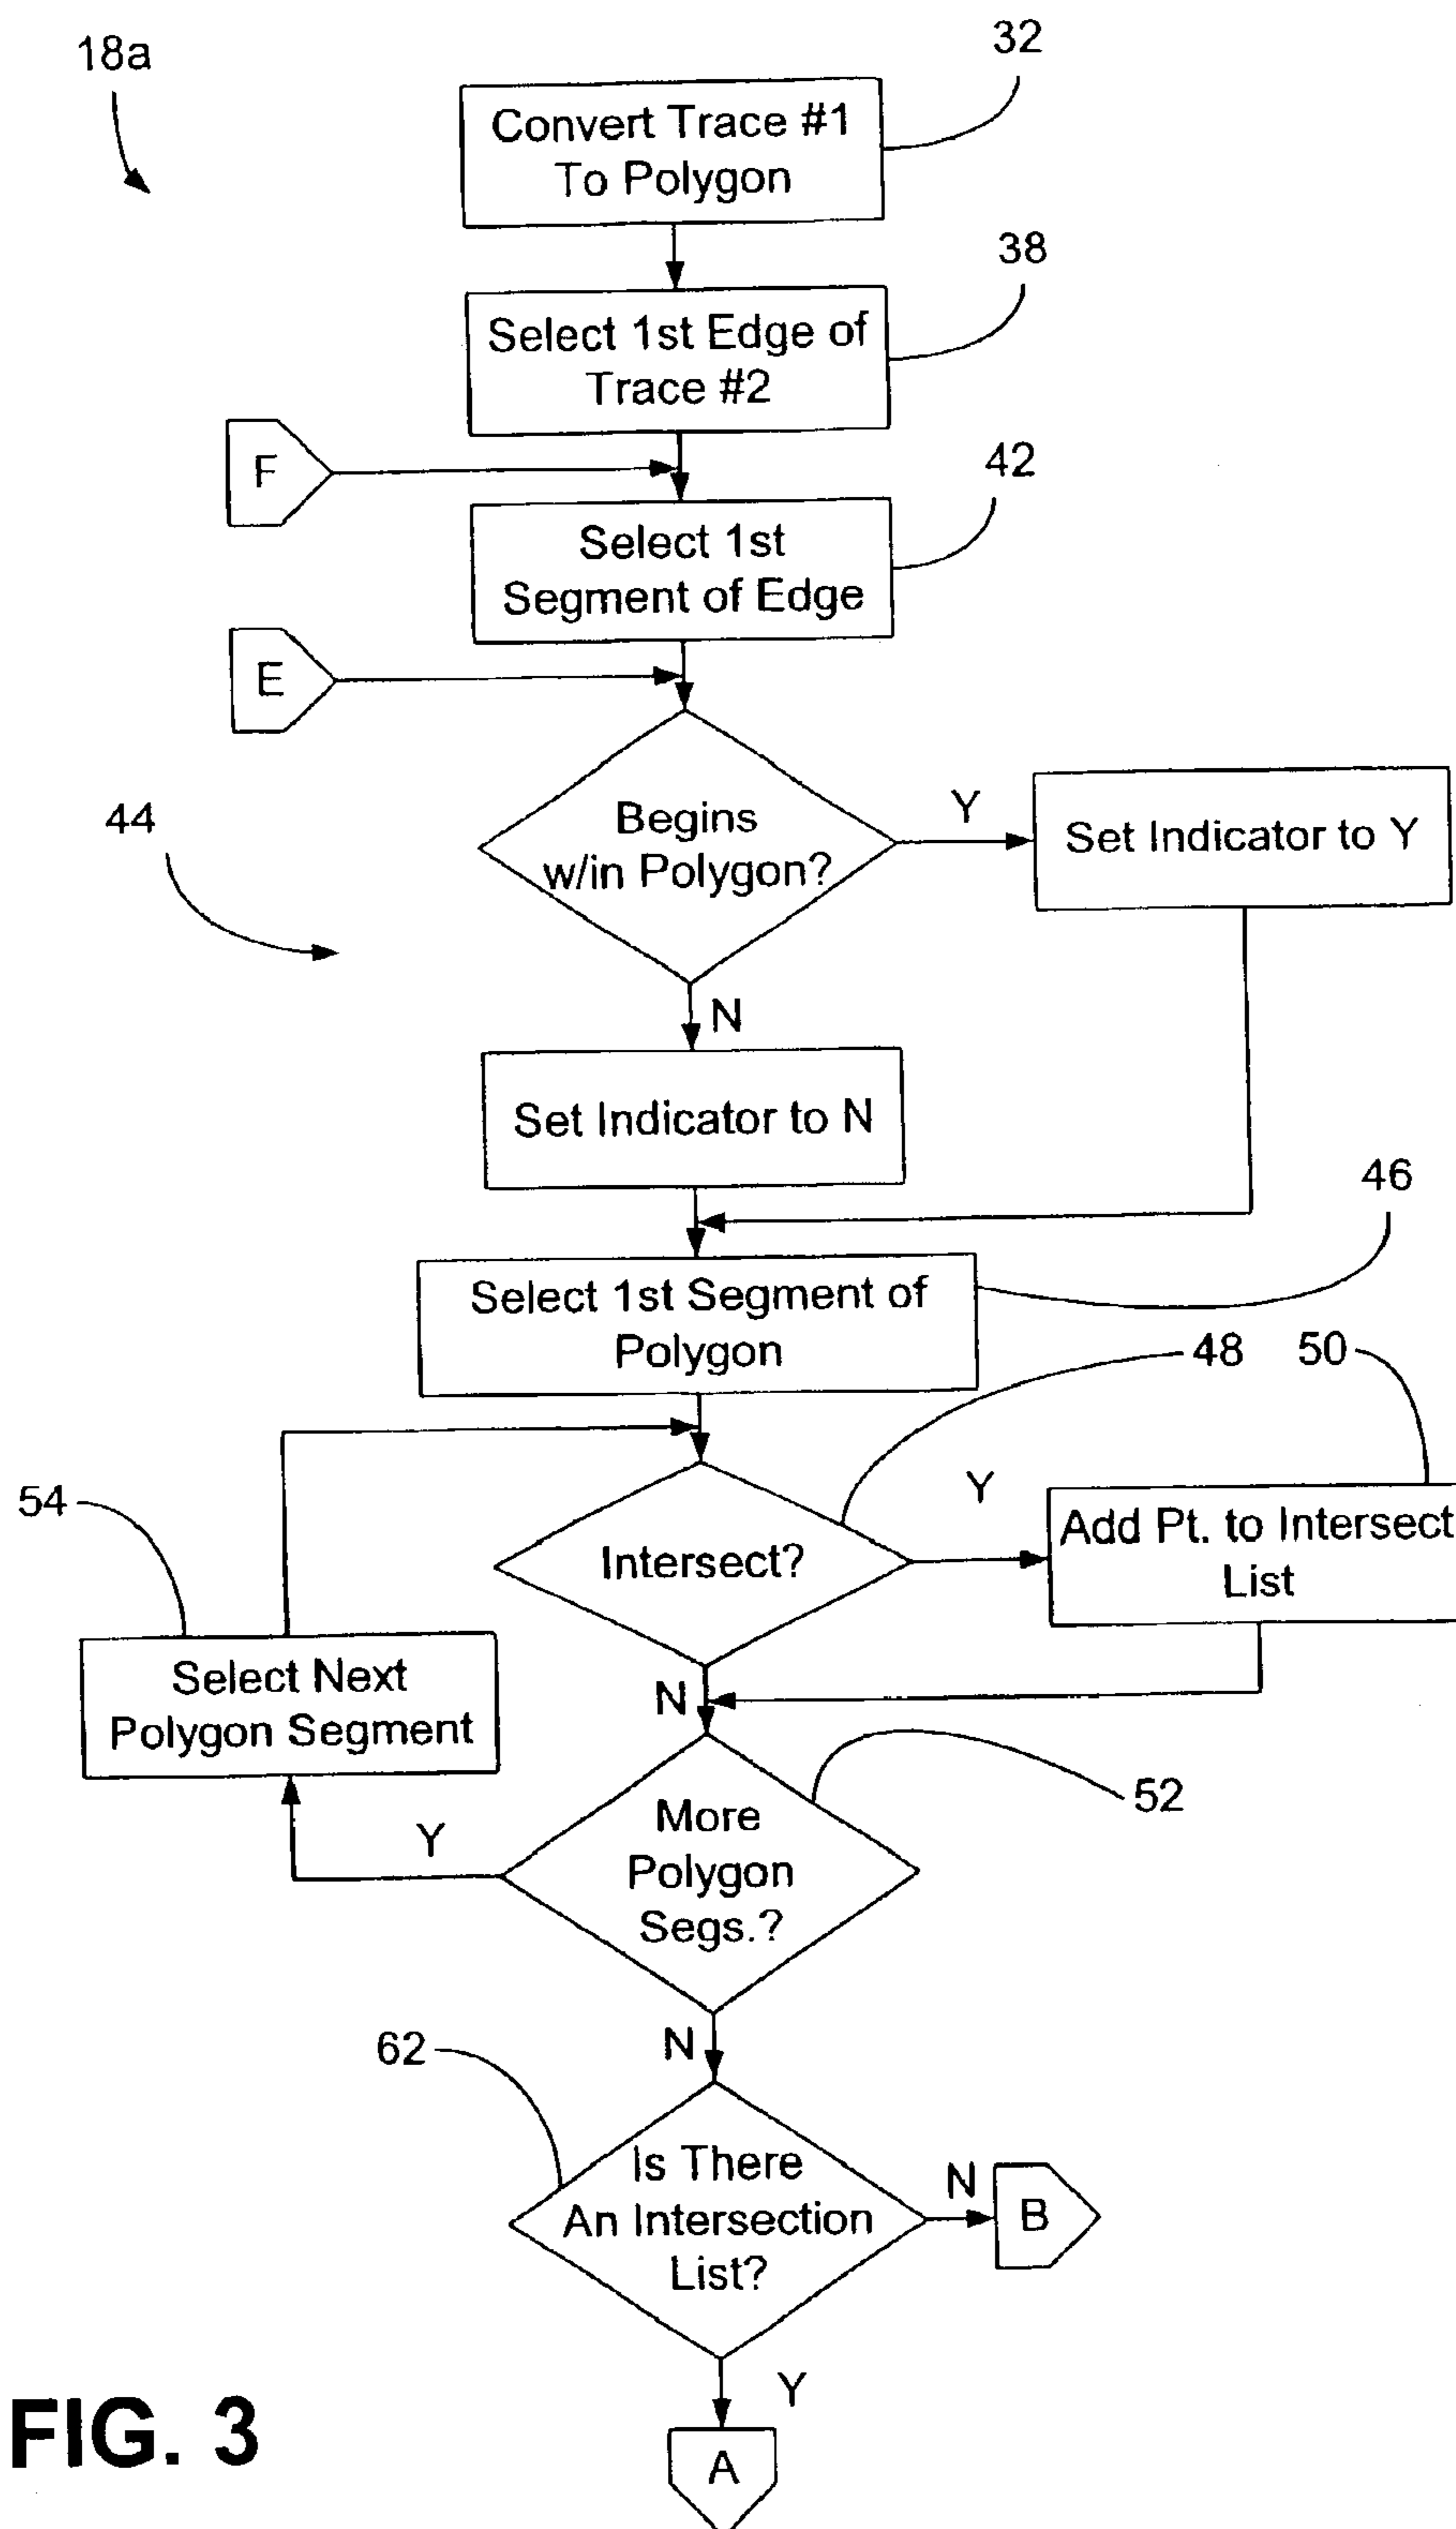 18a
32
Convert Trace #1
To Polygon
38
Select 1st Edge of
Trace #2
F
42
Select 1st
Segment of Edge
E
44
Begins
w/in Polygon?
Y
Set Indicator to Y
N
Set Indicator to N
46
Select 1st Segment of
Polygon
48
50
54
Intersect?
Y
Add Pt. to Intersect
List
Select Next
Polygon Segment
N
52
More
Polygon
Segs.?
Y
N
62
Is There
An Intersection
List?
N
B
Y
A
FIG. 3